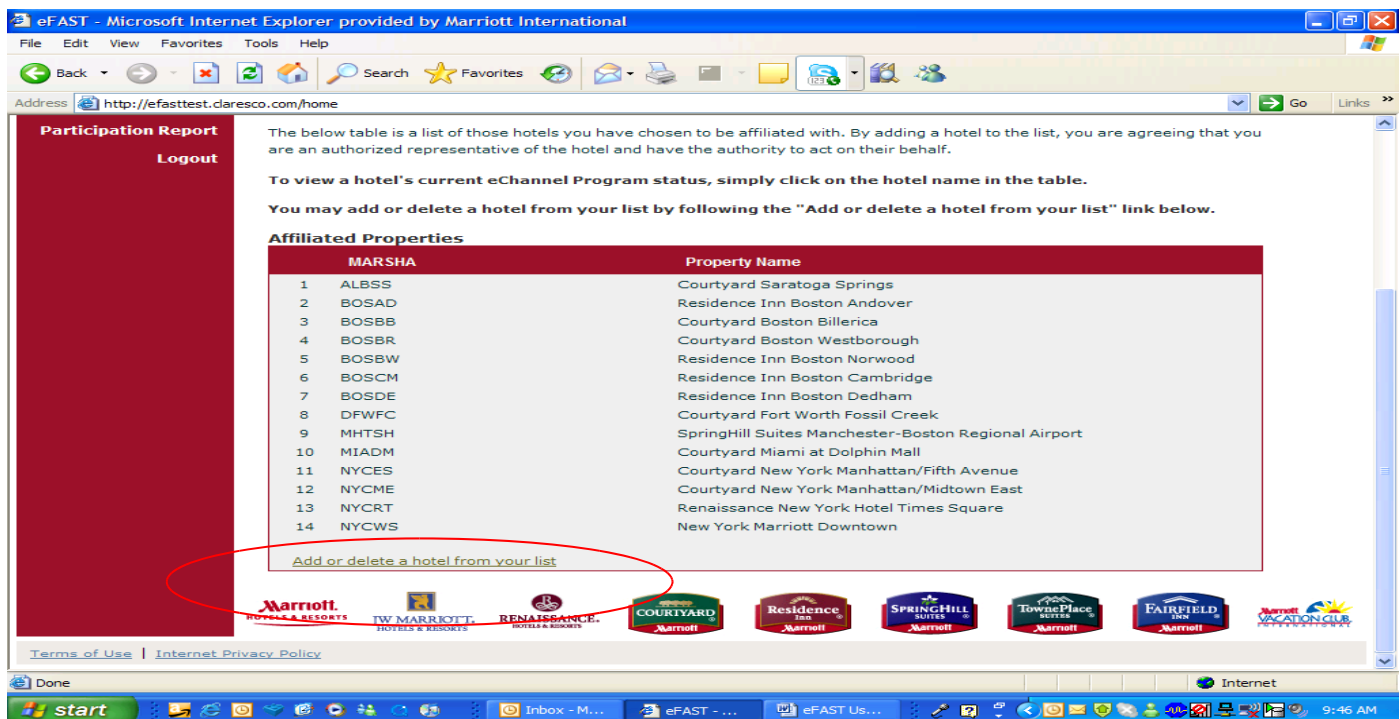 eFAST - Microsoft Internet Explorer provided by Marriott International
File Edit View Favorites Tools Help
Back Search Favorites
Address http://efasttest.claresco.com/home Go Links »
Participation Report
Logout
The below table is a list of those hotels you have chosen to be affiliated with. By adding a hotel to the list, you are agreeing that you
are an authorized representative of the hotel and have the authority to act on their behalf.
To view a hotel's current eChannel Program status, simply click on the hotel name in the table.
You may add or delete a hotel from your list by following the "Add or delete a hotel from your list" link below.
Affiliated Properties
MARSHA Property Name
1 ALBSS Courtyard Saratoga Springs
2 BOSAD Residence Inn Boston Andover
3 BOSBB Courtyard Boston Billerica
4 BOSBR Courtyard Boston Westborough
5 BOSBW Residence Inn Boston Norwood
6 BOSCM Residence Inn Boston Cambridge
7 BOSDE Residence Inn Boston Dedham
8 DFWFC Courtyard Fort Worth Fossil Creek
9 MHTSH SpringHill Suites Manchester-Boston Regional Airport
10 MIADM Courtyard Miami at Dolphin Mall
11 NYCES Courtyard New York Manhattan/Fifth Avenue
12 NYCME Courtyard New York Manhattan/Midtown East
13 NYCRT Renaissance New York Hotel Times Square
14 NYCWS New York Marriott Downtown
Add or delete a hotel from your list
Marriott. HOTELS & RESORTS
JW MARRIOTT. HOTELS & RESORTS
RENAISSANCE. HOTELS & RESORTS
COURTYARD Marriott
Residence Inn Marriott
SPRINGHILL SUITES Marriott
TownePlace SUITES Marriott
FAIRFIELD INN Marriott
Marriott VACATION CLUB INTERNATIONAL
Terms of Use | Internet Privacy Policy
Done Internet
start Inbox - M... eFAST - ... eFAST Us... 9:46 AM